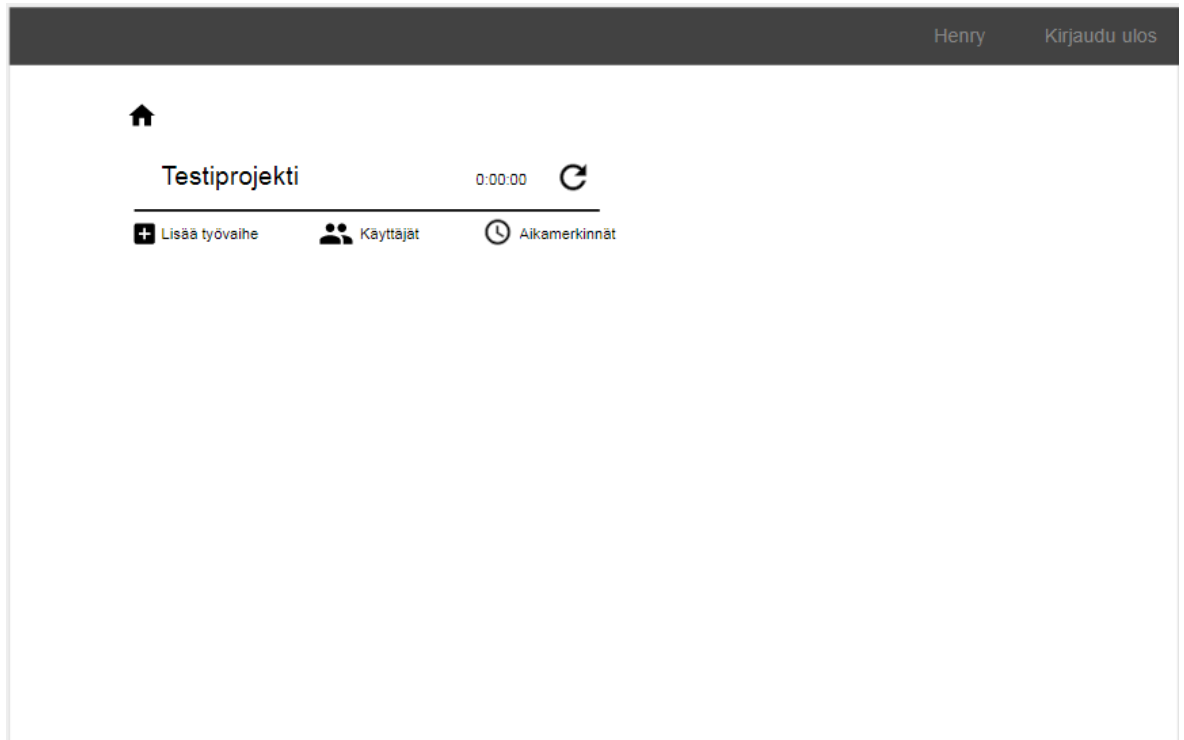 Henry Kirjaudu ulos
Testiprojekti 0:00:00
Lisää työvaihe Käyttäjät Aikamerkinnät